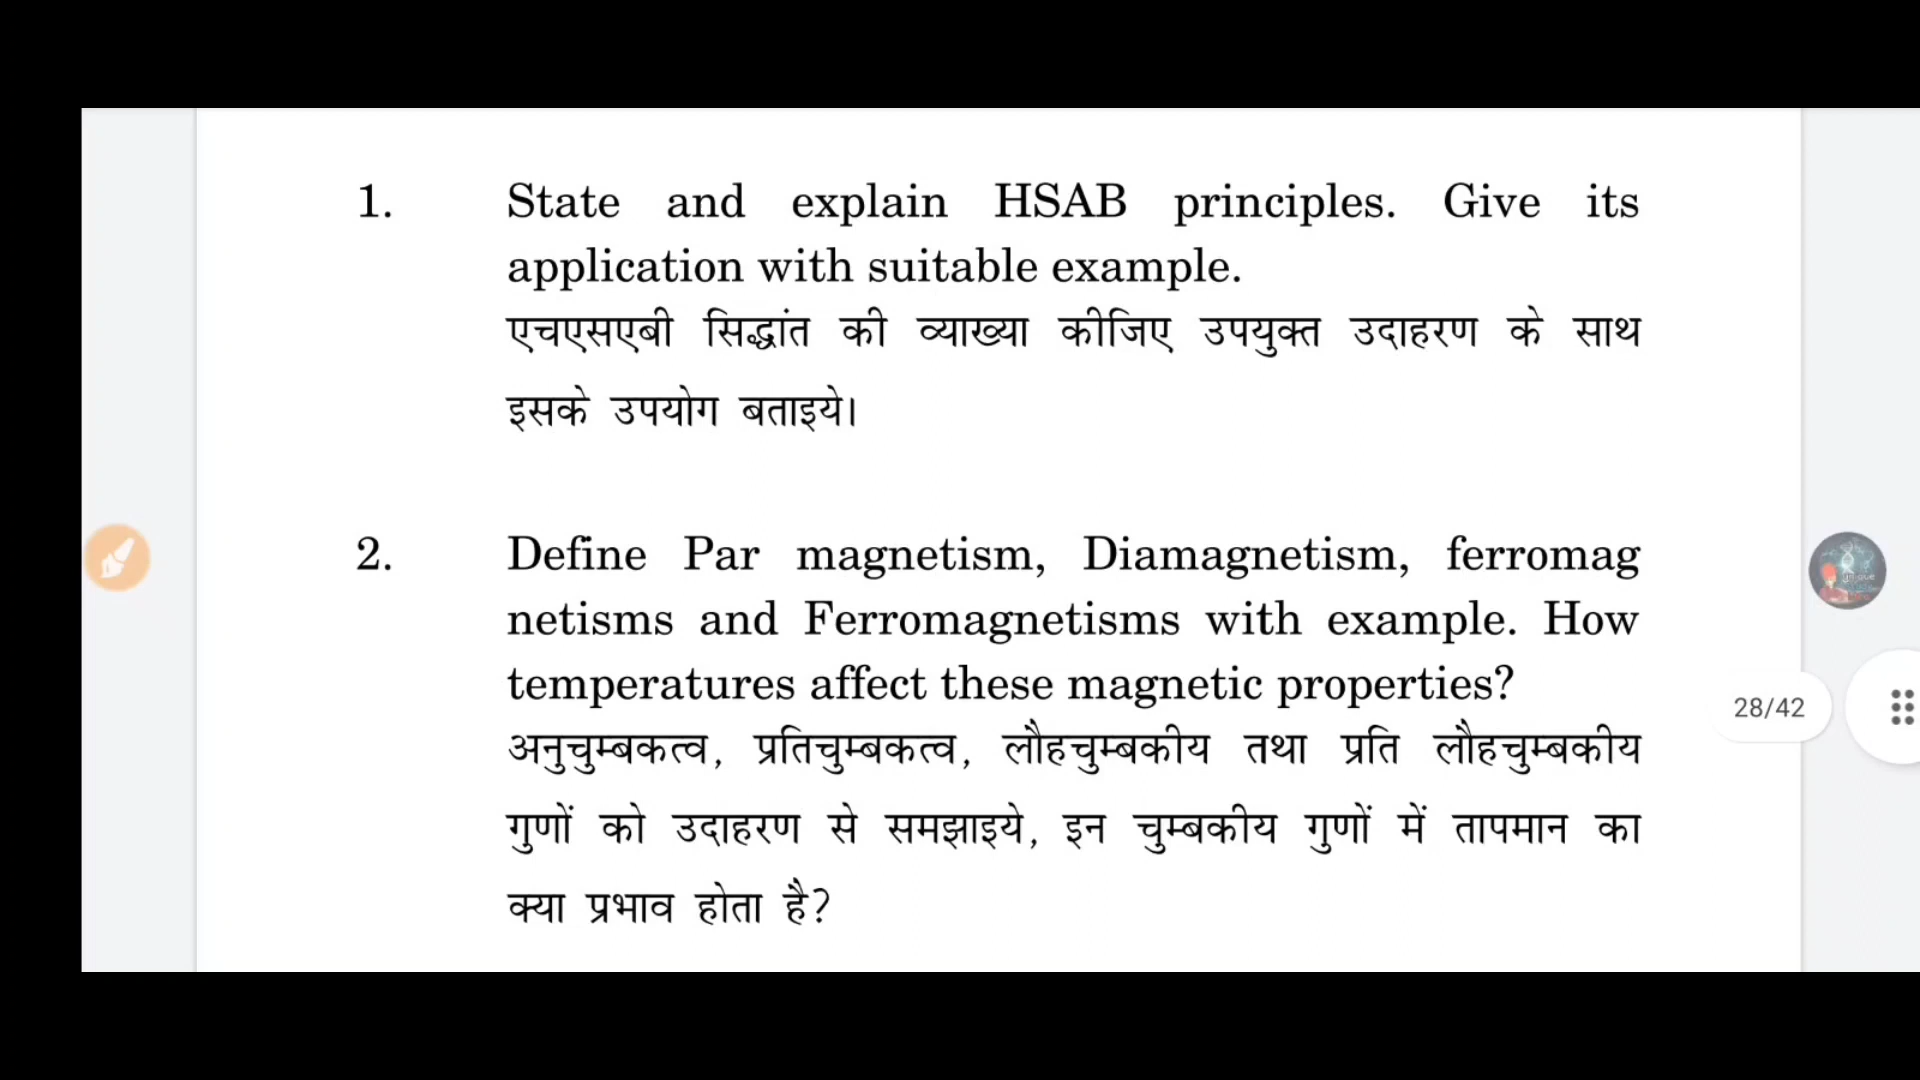 1. State and explain HSAB principles. Give its
application with suitable example.
एचएसएबी सिद्धांत की व्याख्या कीजिए उपयुक्त उदाहरण के साथ
इसके उपयोग बताइये।
2. Define Par magnetism, Diamagnetism, ferromag
netisms and Ferromagnetisms with example. How
temperatures affect these magnetic properties?
अनुचुम्बकत्व, प्रतिचुम्बकत्व, लौहचुम्बकीय तथा प्रति लौहचुम्बकीय
गुणों को उदाहरण से समझाइये, इन चुम्बकीय गुणों में तापमान का
क्या प्रभाव होता है?
28/42